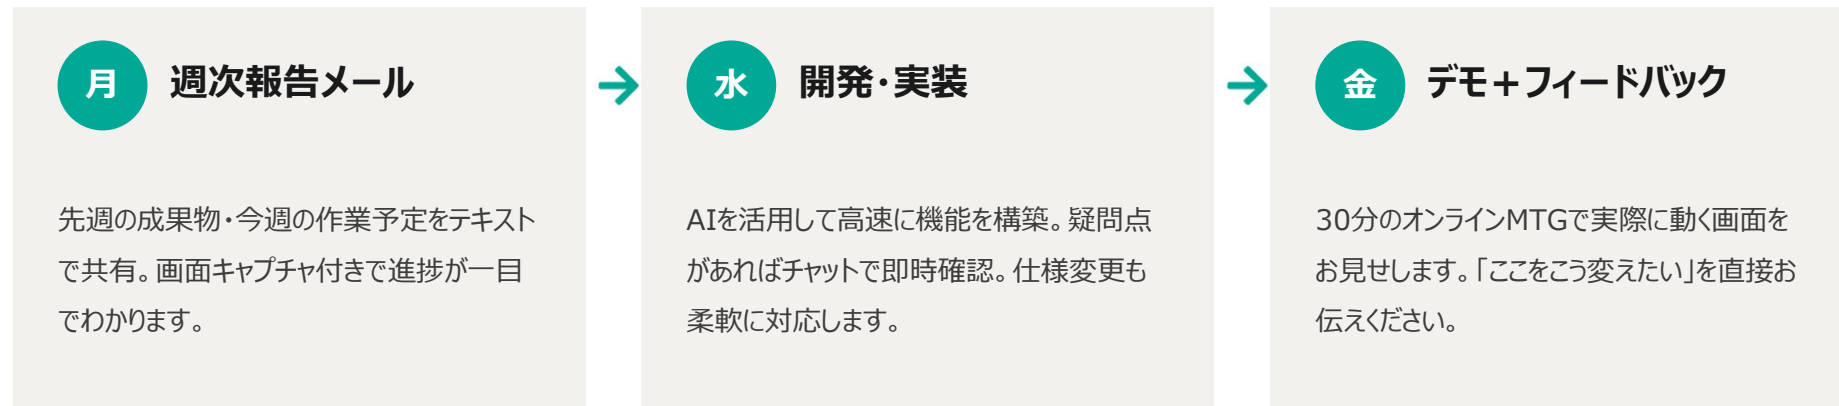 月 週次報告メール
先週の成果物・今週の作業予定をテキスト
で共有。画面キャプチャ付きで進捗が一目
でわかります。
水 開発・実装
AIを活用して高速に機能を構築。疑問点
があればチャットで即時確認。仕様変更も
柔軟に対応します。
金 デモ+フィードバック
30分のオンラインMTGで実際に動く画面を
お見せします。「ここをこう変えたい」を直接お
伝えください。